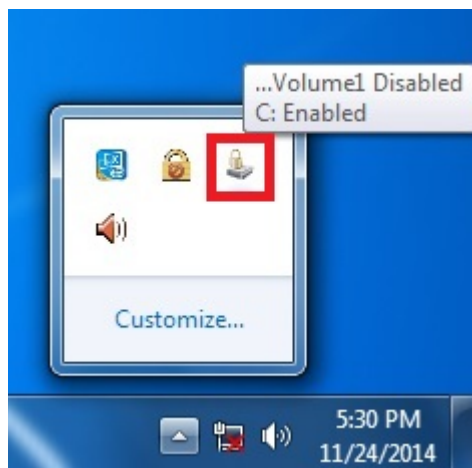 ...Volume1 Disabled
C: Enabled
Customize...
5:30 PM
11/24/2014